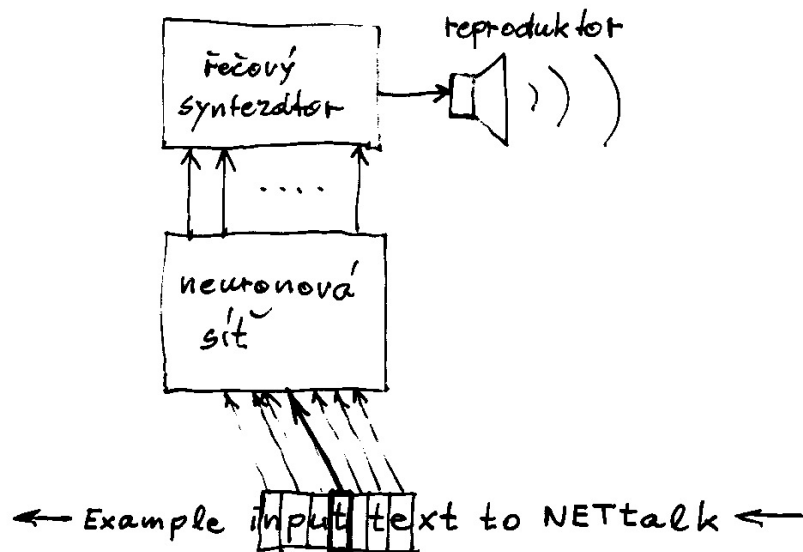 reproduktor
řečový
syntezátor
....
neuronová
síť
Example input text to NETtalk